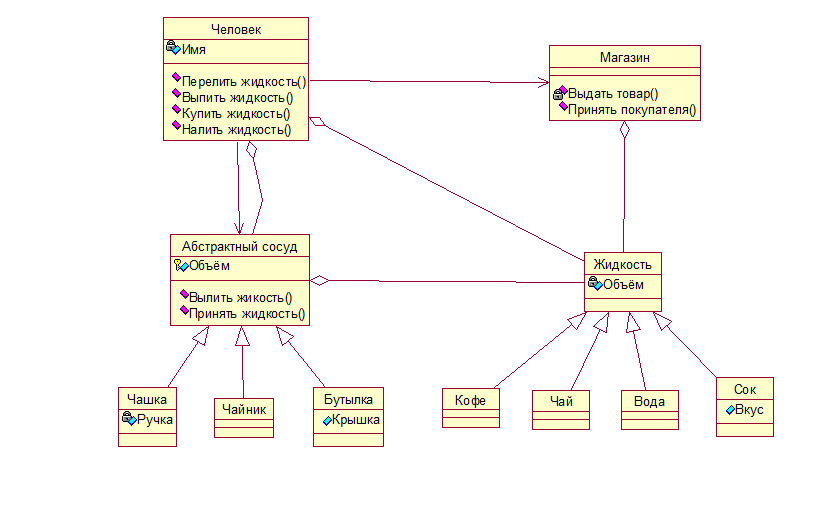 Человек
Имя
Перелить жидкость()
Выпить жидкость()
Купить жидкость()
Налить жидкость()
Магазин
Выдать товар()
Принять покупателя()
Абстрактный сосуд
Объём
Вылить жикость()
Принять жидкость()
Жидкость
Объём
Чашка
Ручка
Чайник
Бутылка
Крышка
Кофе
Чай
Вода
Сок
Вкус